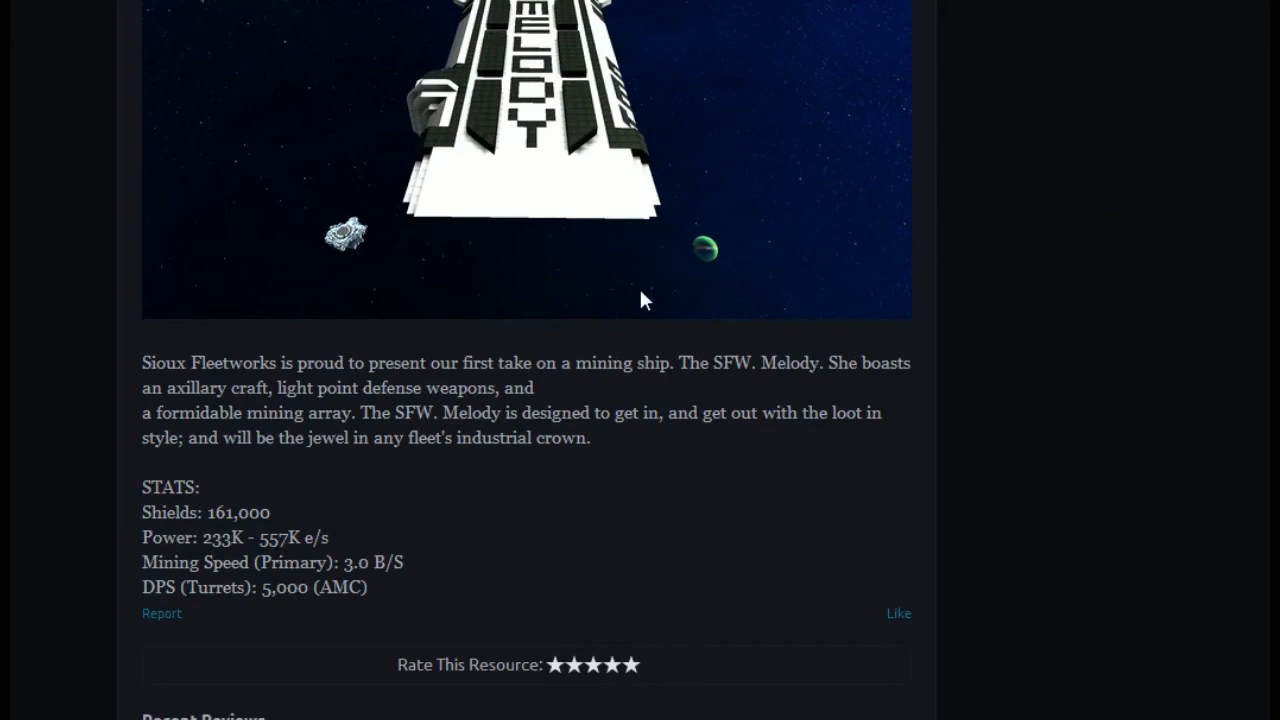 MELODY
Sioux Fleetworks is proud to present our first take on a mining ship. The SFW. Melody. She boasts
an axillary craft, light point defense weapons, and
a formidable mining array. The SFW. Melody is designed to get in, and get out with the loot in
style; and will be the jewel in any fleet's industrial crown.
STATS:
Shields: 161,000
Power: 233K - 557K e/s
Mining Speed (Primary): 3.0 B/S
DPS (Turrets): 5,000 (AMC)
Report
Like
Rate This Resource:
Recent Reviews